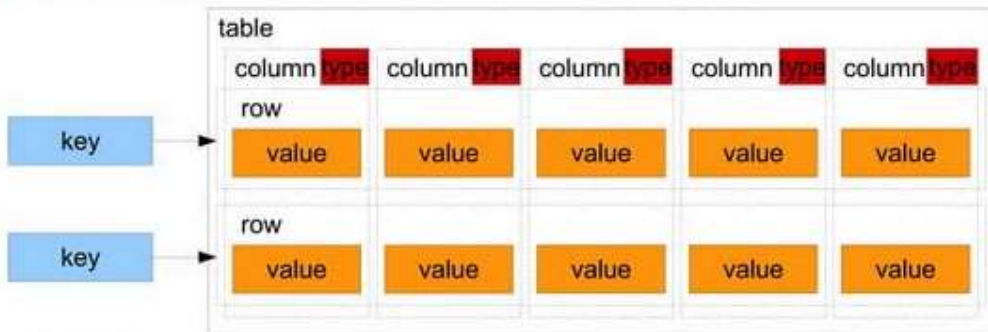 table
column type column type column type column type column type
row
key value value value value value
row
key value value value value value